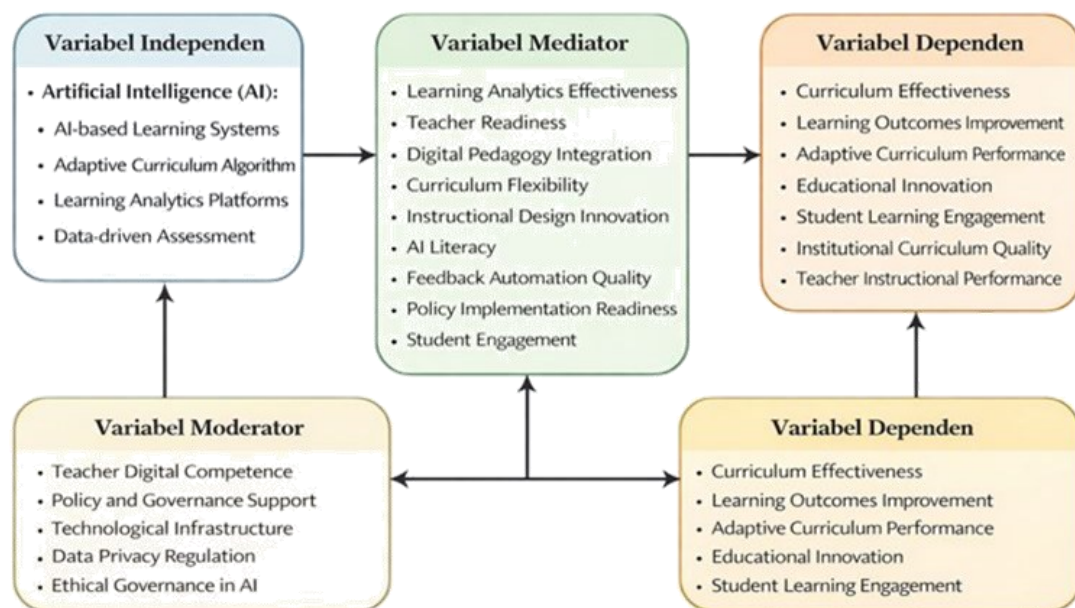 Variabel Independen
• Artificial Intelligence (AI):
• AI-based Learning Systems
• Adaptive Curriculum Algorithm
• Learning Analytics Platforms
• Data-driven Assessment
Variabel Mediator
• Learning Analytics Effectiveness
• Teacher Readiness
• Digital Pedagogy Integration
• Curriculum Flexibility
• Instructional Design Innovation
• AI Literacy
• Feedback Automation Quality
• Policy Implementation Readiness
• Student Engagement
Variabel Dependen
• Curriculum Effectiveness
• Learning Outcomes Improvement
• Adaptive Curriculum Performance
• Educational Innovation
• Student Learning Engagement
• Institutional Curriculum Quality
• Teacher Instructional Performance
Variabel Moderator
• Teacher Digital Competence
• Policy and Governance Support
• Technological Infrastructure
• Data Privacy Regulation
• Ethical Governance in AI
Variabel Dependen
• Curriculum Effectiveness
• Learning Outcomes Improvement
• Adaptive Curriculum Performance
• Educational Innovation
• Student Learning Engagement